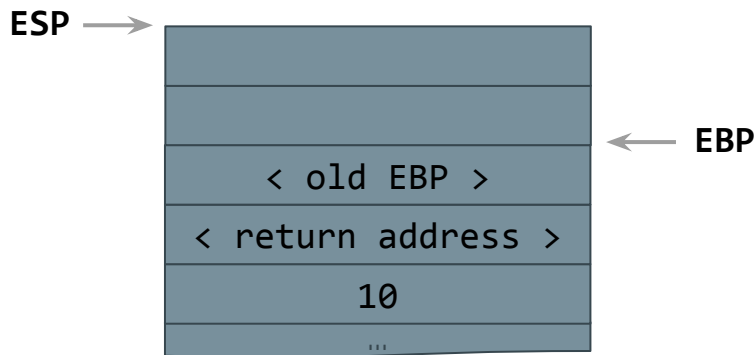 ESP
EBP
< old EBP >
< return address >
10
...